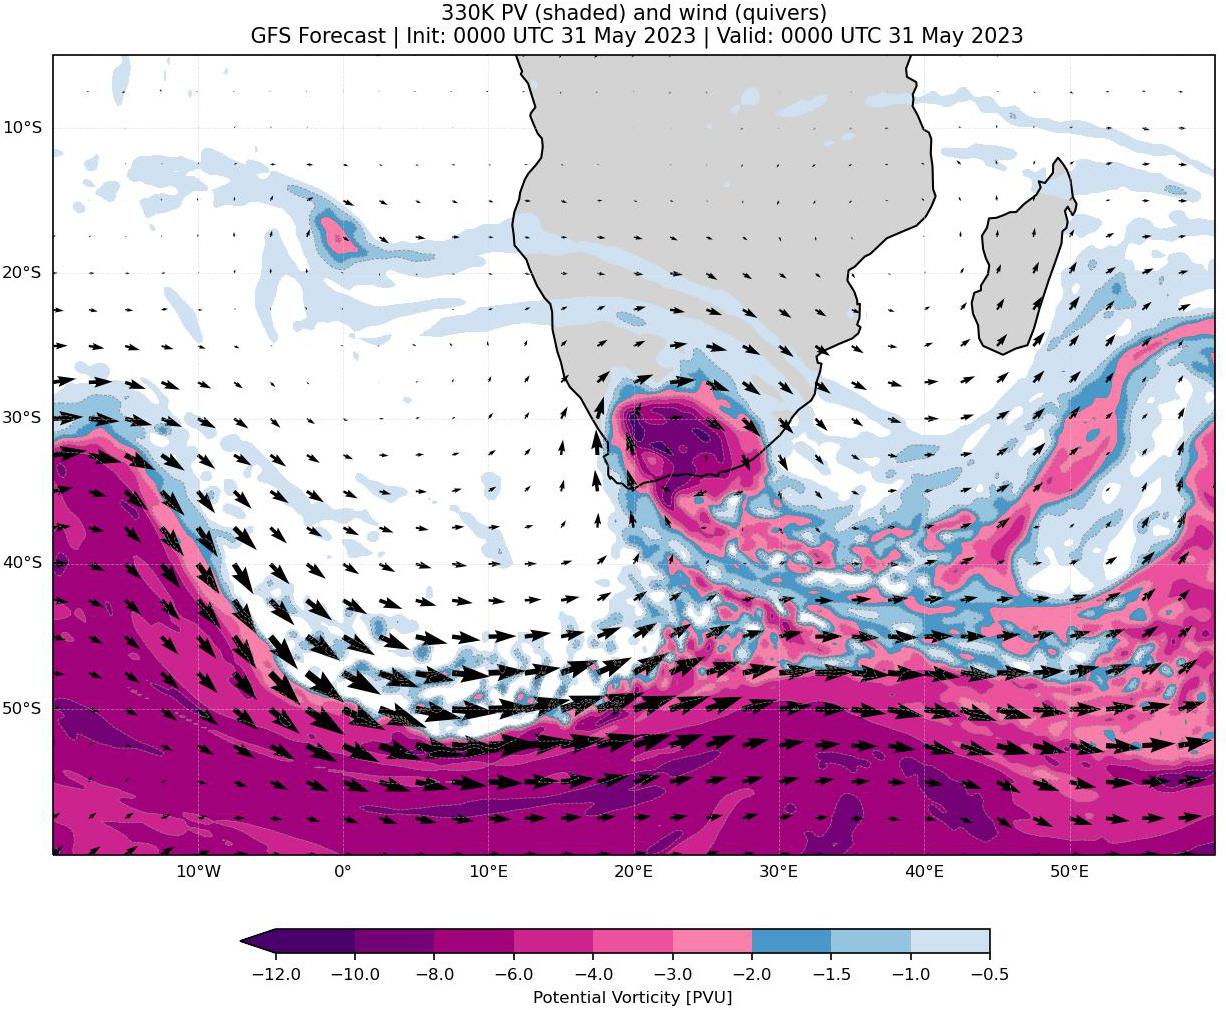 330K PV (shaded) and wind (quivers)
GFS Forecast | Init: 0000 UTC 31 May 2023 | Valid: 0000 UTC 31 May 2023
10°S
20°S
30°S
40°S
50°S
10°W 0° 10°E 20°E 30°E 40°E 50°E
−12.0 −10.0 −8.0 −6.0 −4.0 −3.0 −2.0 −1.5 −1.0 −0.5
Potential Vorticity [PVU]